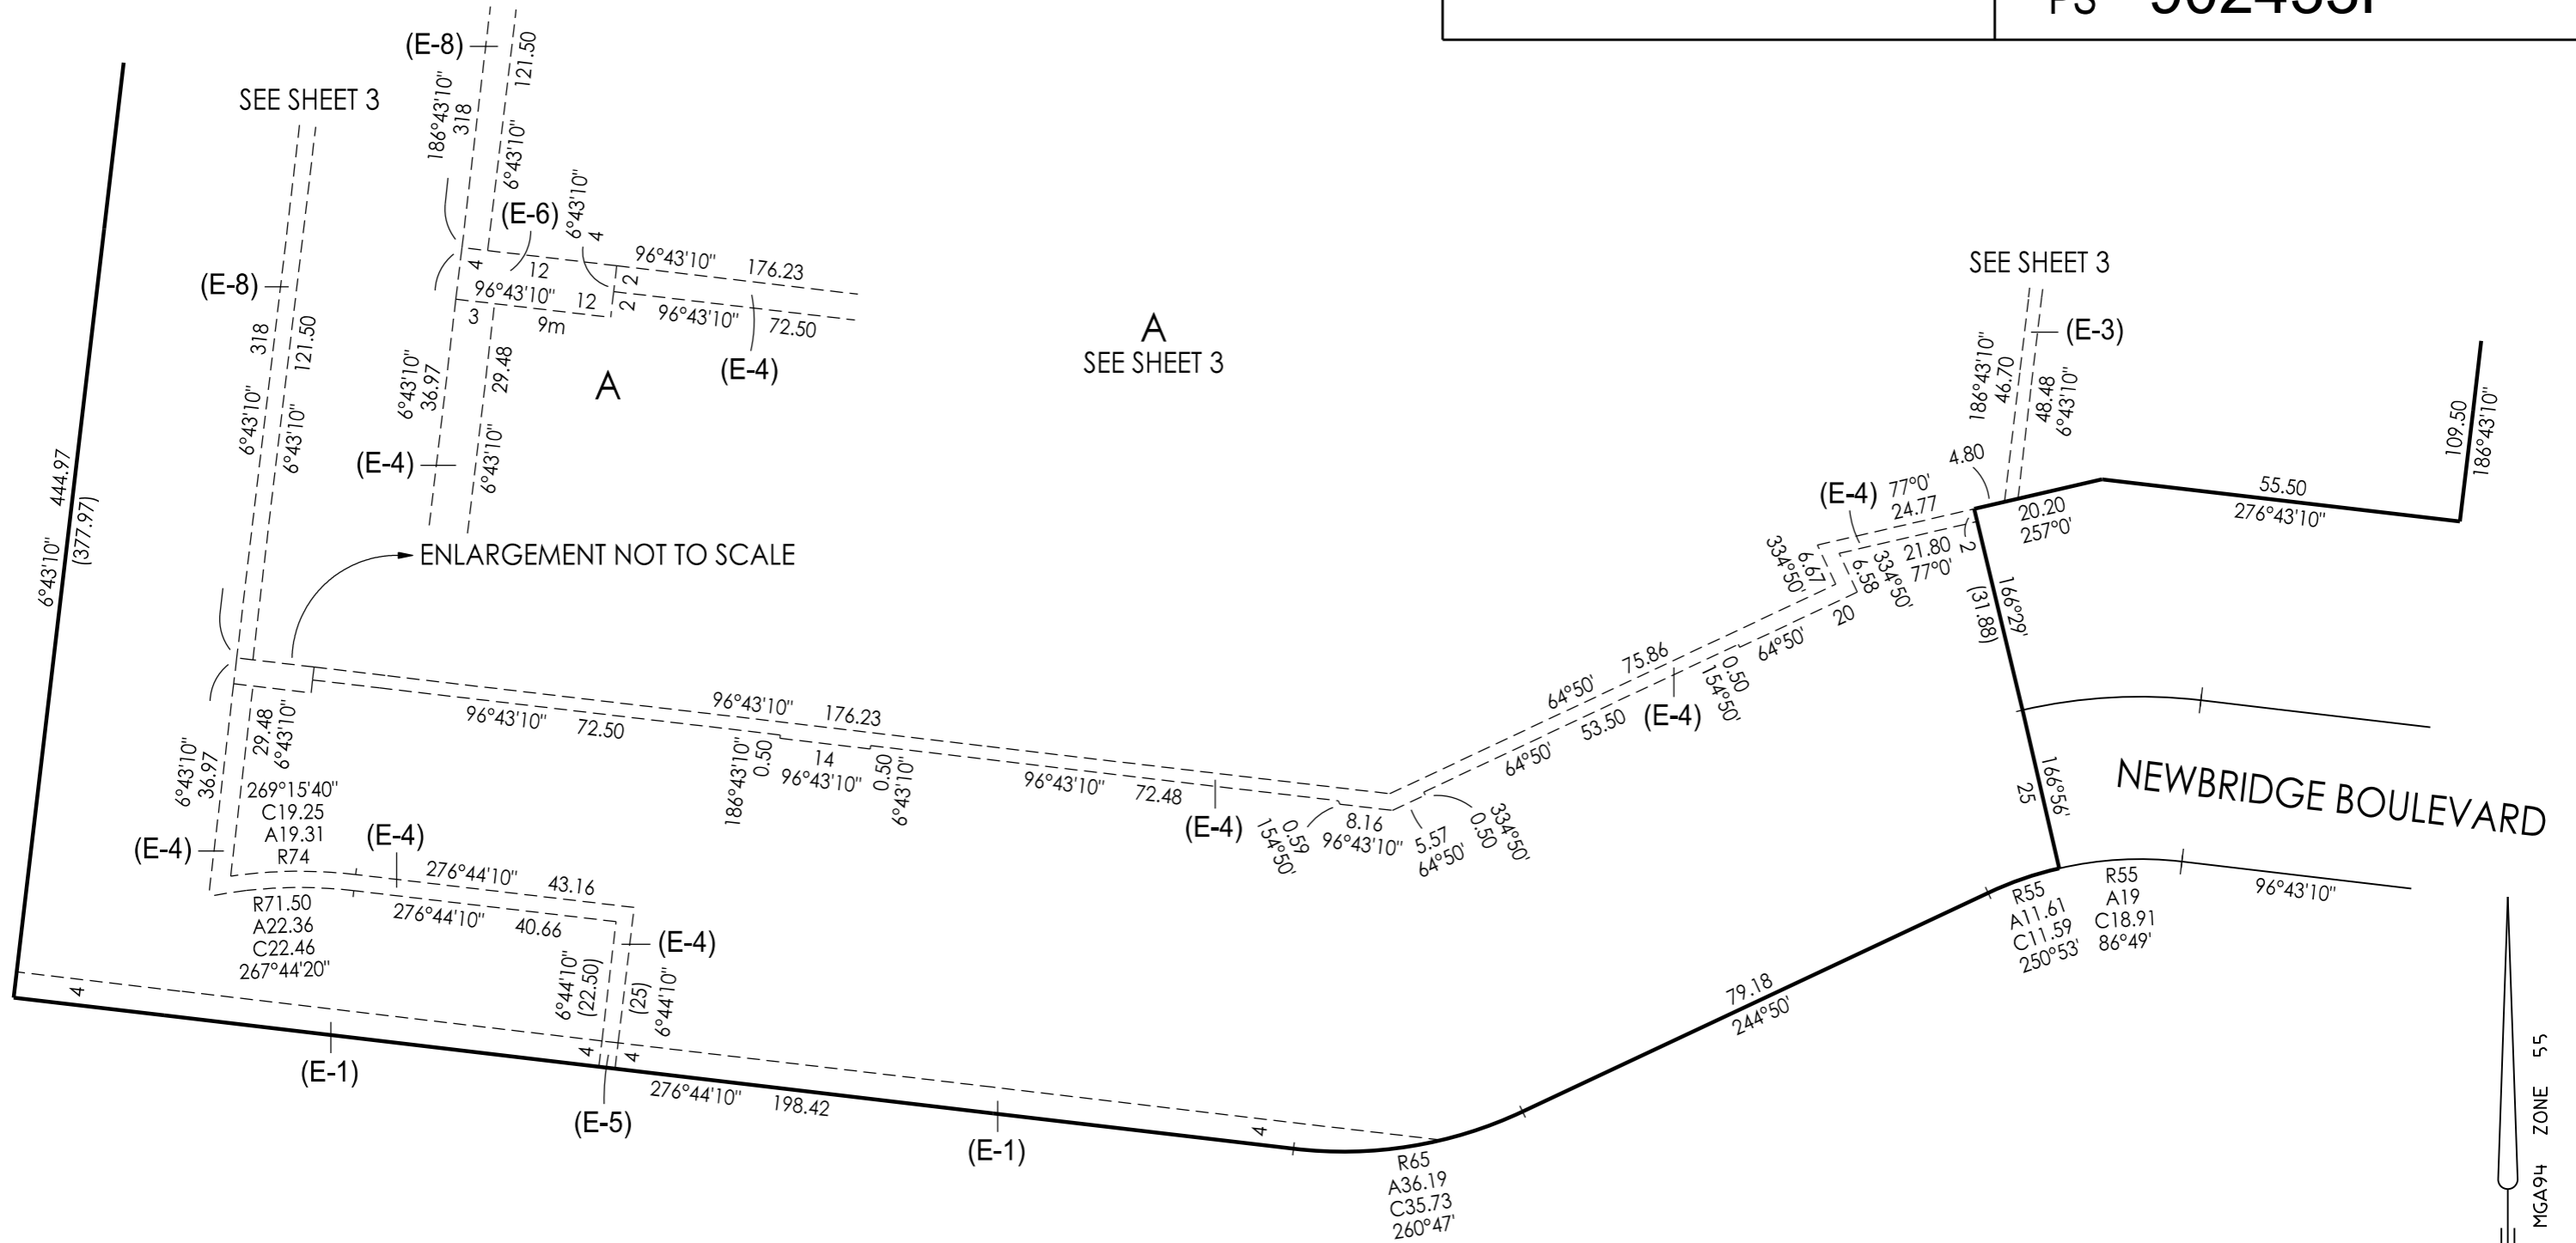 PS
(E-8)
121.50
SEE SHEET 3
186°43'10"
318
6°43'10"
(E-6)
6°43'10"
4
4
12
96°43'10" 176.23
2
2
96°43'10" 12
3
9m
96°43'10" 72.50
(E-4)
(E-8)
318
121.50
6°43'10"
6°43'10"
6°43'10"
36.97
29.48
6°43'10"
(E-4)
A
A
SEE SHEET 3
SEE SHEET 3
(E-3)
186°43'10"
46.70
48.48
6°43'10"
109.50
186°43'10"
444.97
6°43'10"
(377.97)
ENLARGEMENT NOT TO SCALE
4.80
(E-4)
77°0'
24.77
20.20
257°0'
55.50
276°43'10"
334°50'
6.67
6.58
334°50'
21.80
77°0'
2
20
166°29'
(31.88)
64°50'
75.86
64°50'
0.50
154°50'
(E-4)
64°50' 53.50
96°43'10" 176.23
96°43'10" 72.50
29.48
6°43'10"
6°43'10"
36.97
186°43'10"
0.50
14
96°43'10"
0.50
6°43'10"
96°43'10" 72.48
(E-4)
0.59
154°50'
8.16
96°43'10"
5.57
64°50'
0.50
334°50'
166°56'
25
NEWBRIDGE BOULEVARD
269°15'40"
C19.25
A19.31
R74
(E-4)
(E-4)
276°44'10" 43.16
276°44'10" 40.66
R71.50
A22.36
C22.46
267°44'20"
(E-4)
6°44'10"
(22.50)
(25)
6°44'10"
R55
A11.61
C11.59
250°53'
R55
A19
C18.91
86°49'
96°43'10"
79.18
244°50'
4
4
4
(E-1)
276°44'10" 198.42
(E-5)
(E-1)
4
R65
A36.19
C35.73
260°47'
MGA94 ZONE 55